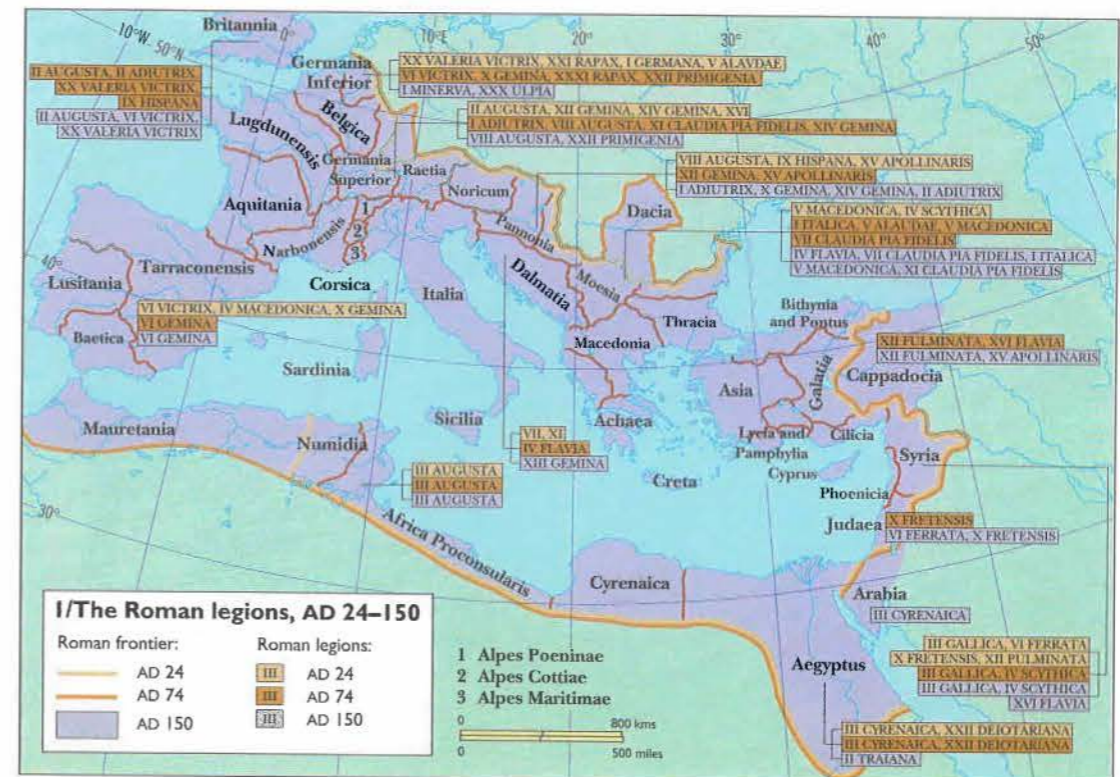 10°W
50°N
0°
10°E
20°
30°
40°
50°
Britannia
II AUGUSTA, II ADIUTRIX
XX VALERIA VICTRIX
IX HISPANA
II AUGUSTA, VI VICTRIX,
XX VALERIA VICTRIX
Germania
Inferior
XX VALERIA VICTRIX, XXI RAPAX, I GERMANA, V ALAVDAE
VI VICTRIX, X GEMINA, XXXI RAPAX, XXII PRIMIGENIA
I MINERVA, XXX ULPIA
Belgica
II AUGUSTA, XII GEMINA, XIV GEMINA, XVI
I ADIUTRIX, VIII AUGUSTA, XI CLAUDIA PIA FIDELIS, XIV GEMINA
VIII AUGUSTA, XXII PRIMIGENIA
Lugdunensis
Germania
Superior
Raetia
Noricum
VIII AUGUSTA, IX HISPANA, XV APOLLINARIS
XII GEMINA, XV APOLLINARIS
I ADIUTRIX, X GEMINA, XIV GEMINA, II ADIUTRIX
Aquitania
1
2
3
Narbonensis
Pannonia
Dacia
V MACEDONICA, IV SCYTHICA
I ITALICA, V ALAUDAE, V MACEDONICA
VII CLAUDIA PIA FIDELIS
IV FLAVIA, VII CLAUDIA PIA FIDELIS, I ITALICA
V MACEDONICA, XI CLAUDIA PIA FIDELIS
40°
Lusitania
Tarraconensis
Corsica
Italia
Dalmatia
Moesia
Thracia
Macedonia
Bithynia
and Pontus
VI VICTRIX, IV MACEDONICA, X GEMINA
VI GEMINA
VI GEMINA
Baetica
Sardinia
XII FULMINATA, XVI FLAVIA
XII FULMINATA, XV APOLLINARIS
Galatia
Cappadocia
Asia
Achaea
Sicilia
Mauretania
Numidia
VII, XI
IV FLAVIA
XIII GEMINA
Lycia and
Pamphylia
Cilicia
Cyprus
Syria
III AUGUSTA
III AUGUSTA
III AUGUSTA
Creta
Phoenicia
Judaea
X FRETENSIS
VI FERRATA, X FRETENSIS
30°
Africa Proconsularis
Cyrenaica
Arabia
III CYRENAICA
Aegyptus
III GALLICA, VI FERRATA
X FRETENSIS, XII PULMINATA
III GALLICA, IV SCYTHICA
III GALLICA, IV SCYTHICA
XVI FLAVIA
III CYRENAICA, XXII DEIOTARIANA
III CYRENAICA, XXII DEIOTARIANA
II TRAIANA
1/The Roman legions, AD 24–150
Roman frontier:
AD 24
AD 74
AD 150
Roman legions:
III AD 24
III AD 74
III AD 150
1 Alpes Poeninae
2 Alpes Cottiae
3 Alpes Maritimae
0 800 kms
0 500 miles